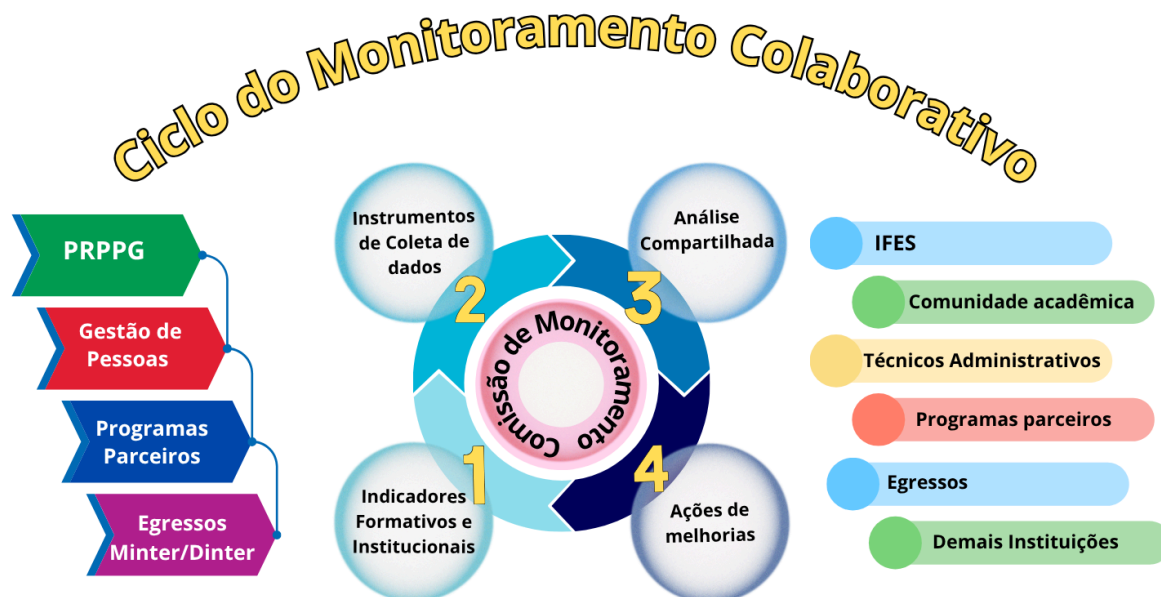 Ciclo do Monitoramento Colaborativo
PRPPG
Gestão de
Pessoas
Programas
Parceiros
Egressos
Minter/Dinter
1
Indicadores
Formativos e
Institucionais
2
Instrumentos
de Coleta de
dados
3
Análise
Compartilhada
4
Ações de
melhorias
Comissão de Monitoramento
IFES
Comunidade acadêmica
Técnicos Administrativos
Programas parceiros
Egressos
Demais Instituições